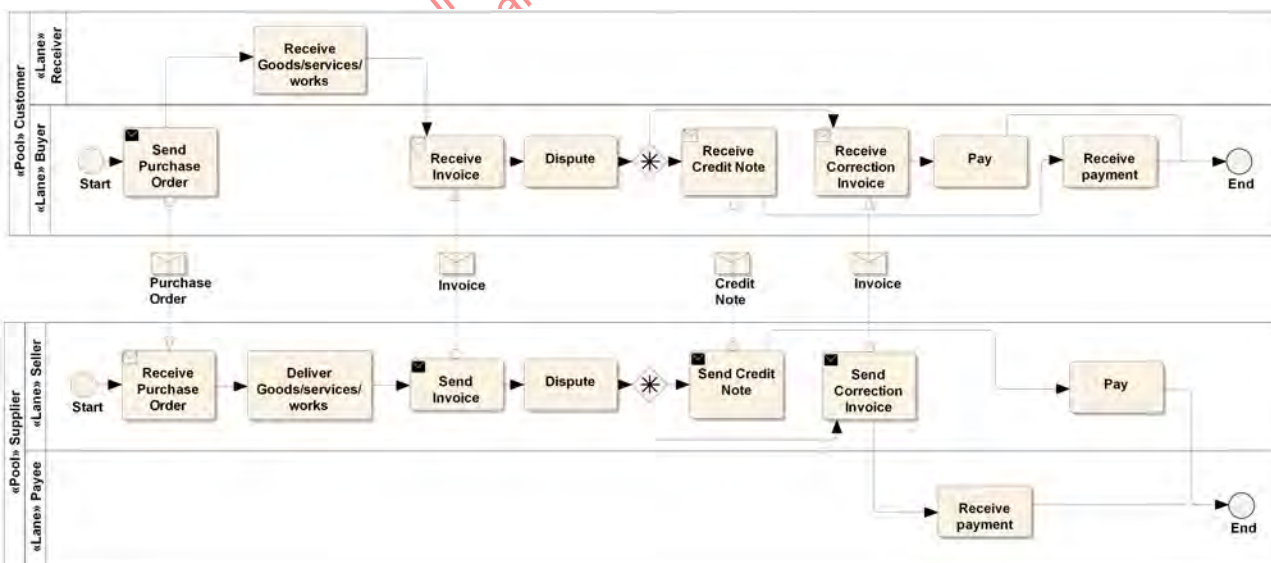 «Pool» Customer
«Lane»
Receiver
Receive
Goods/services/
works
«Lane» Buyer
Start
Send
Purchase
Order
Receive
Invoice
Dispute
Receive
Credit Note
Receive
Correction
Invoice
Pay
Receive
payment
End
Purchase
Order
Invoice
Credit
Note
Invoice
«Pool» Supplier
«Lane» Seller
Start
Receive
Purchase
Order
Deliver
Goods/services/
works
Send
Invoice
Dispute
Send Credit
Note
Send
Correction
Invoice
Pay
«Lane» Payee
Receive
payment
End